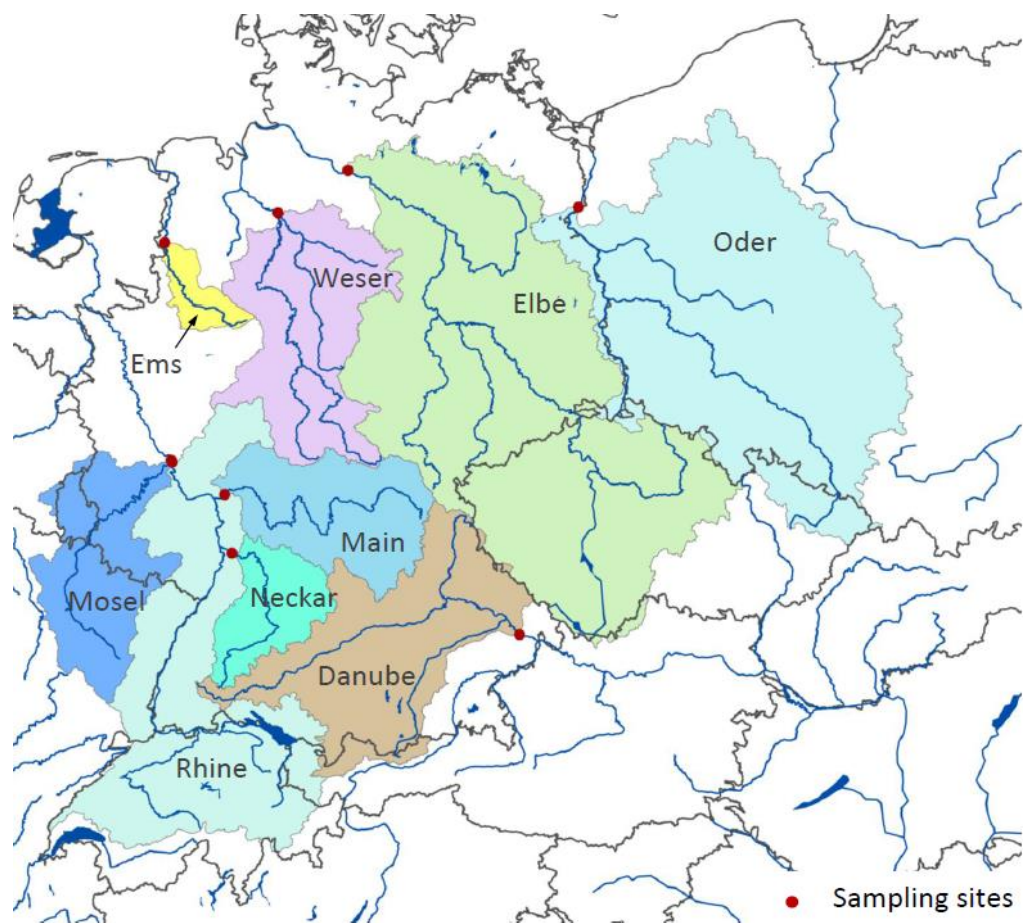 Oder
Weser
Elbe
Ems
Main
Mosel
Neckar
Danube
Rhine
Sampling sites